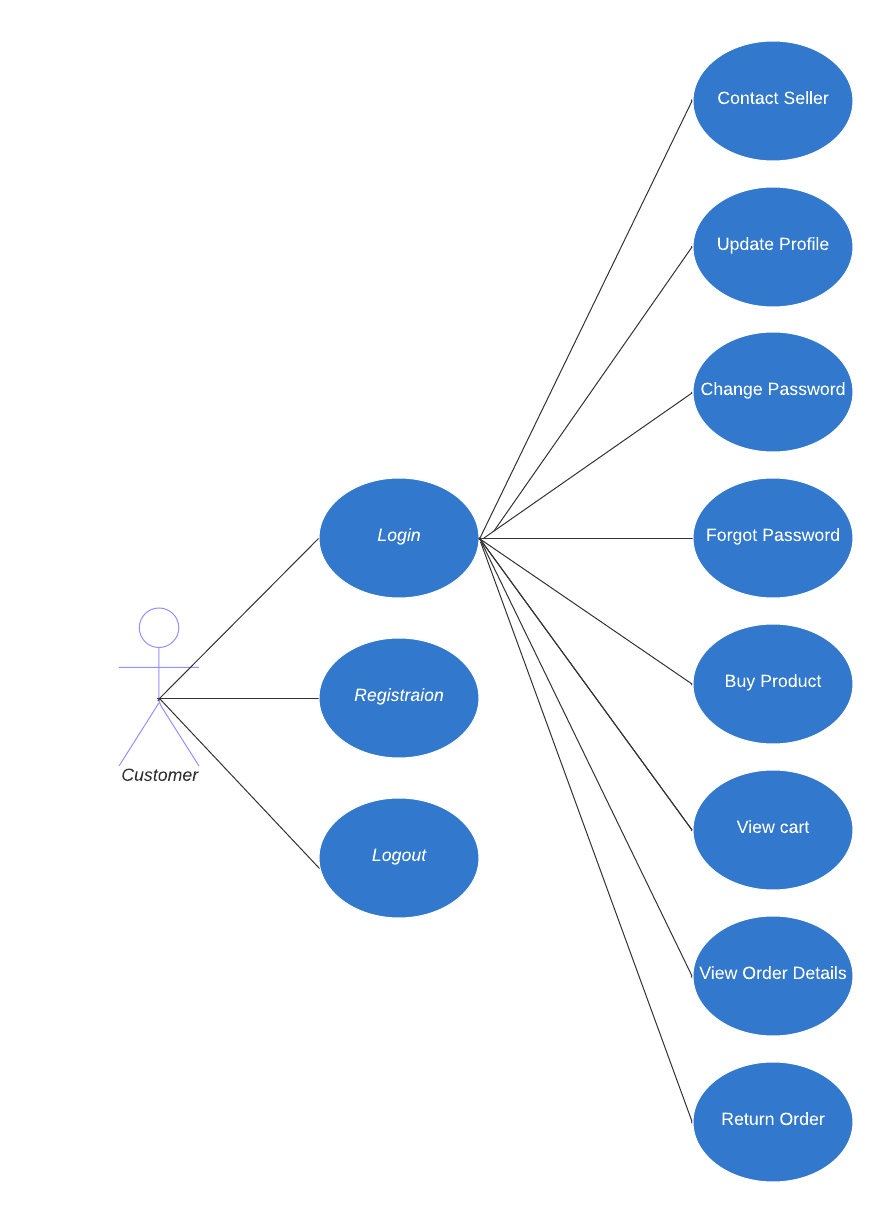 Contact Seller
Update Profile
Change Password
Login
Forgot Password
Registraion
Buy Product
Customer
Logout
View cart
View Order Details
Return Order